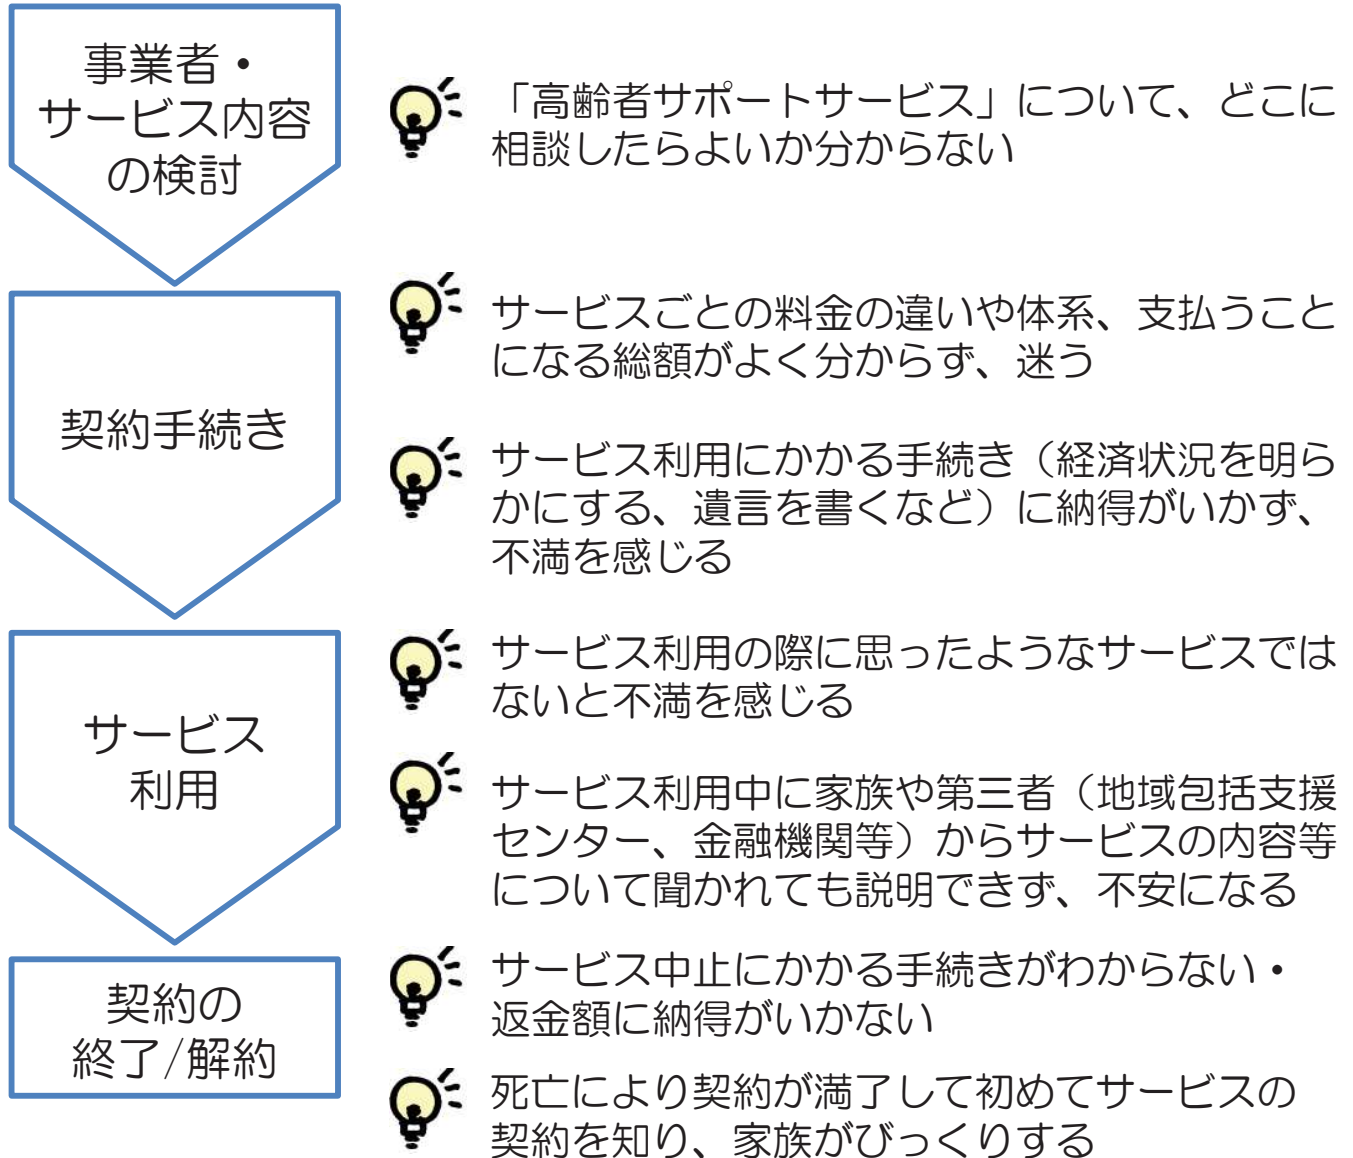 事業者・
サービス内容
の検討
「高齢者サポートサービス」について、どこに
相談したらよいか分からない
契約手続き
サービスごとの料金の違いや体系、支払うこと
になる総額がよく分からず、迷う
サービス利用にかかる手続き（経済状況を明ら
かにする、遺言を書くなど）に納得がいかず、
不満を感じる
サービス
利用
サービス利用の際に思ったようなサービスでは
ないと不満を感じる
サービス利用中に家族や第三者（地域包括支援
センター、金融機関等）からサービスの内容等
について聞かれても説明できず、不安になる
契約の
終了/解約
サービス中止にかかる手続きがわからない・
返金額に納得がいかない
死亡により契約が満了して初めてサービスの
契約を知り、家族がびっくりする